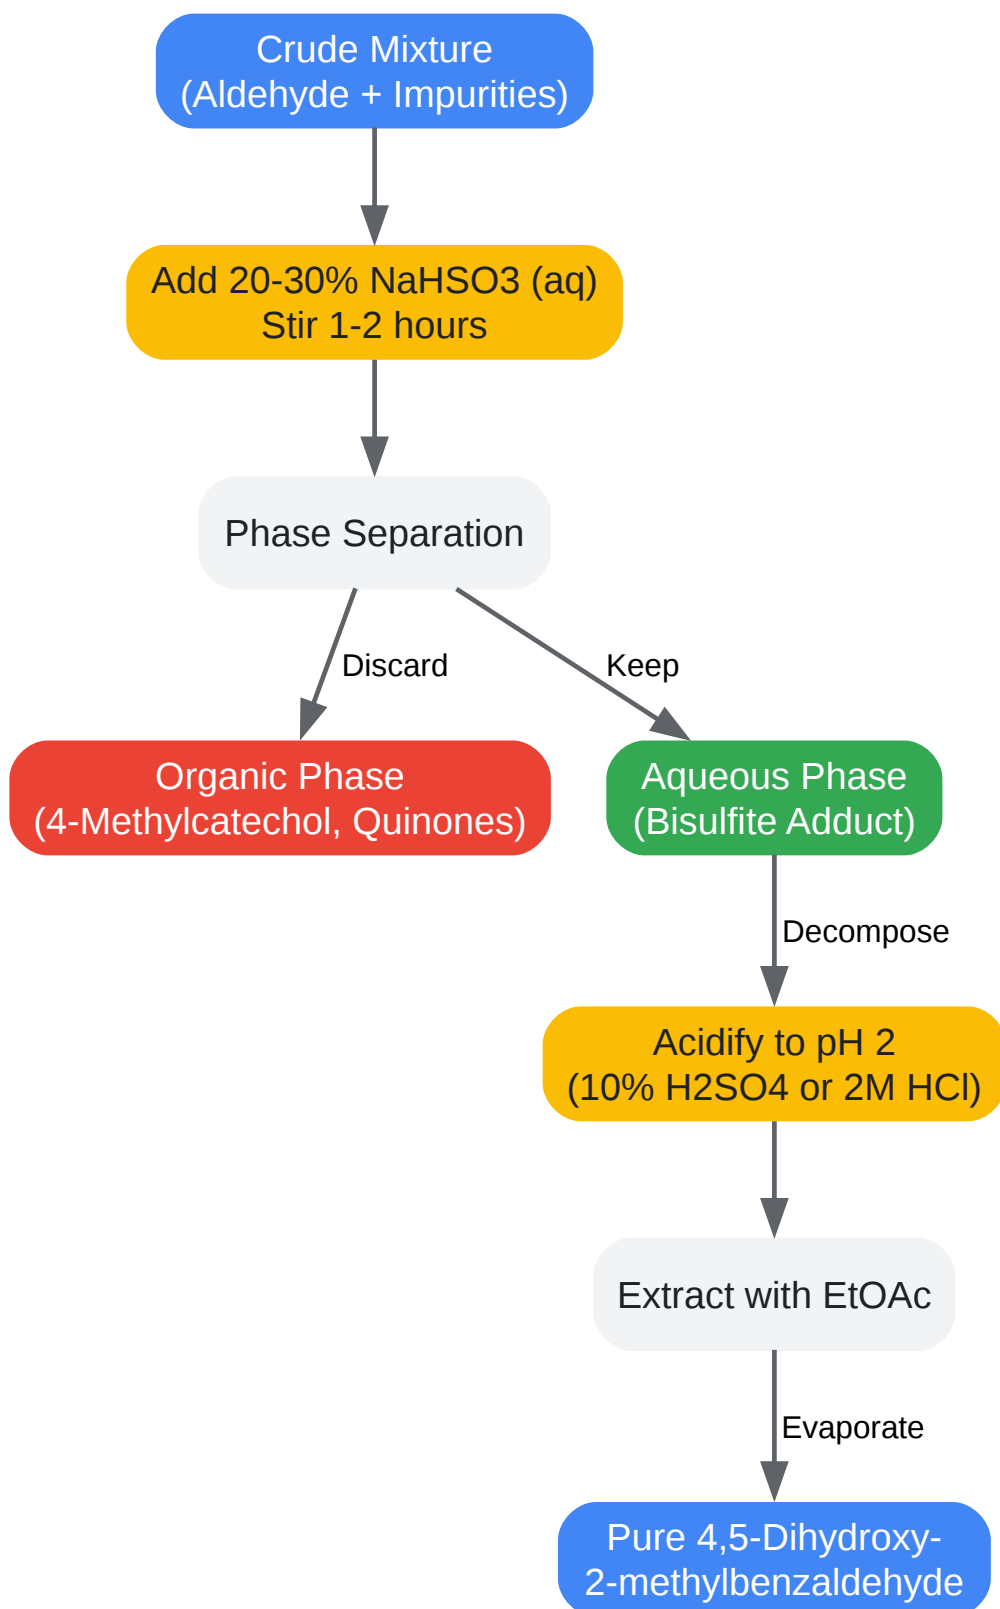 Crude Mixture
(Aldehyde + Impurities)
Add 20-30% NaHSO3 (aq)
Stir 1-2 hours
Phase Separation
Discard
Keep
Organic Phase
(4-Methylcatechol, Quinones)
Aqueous Phase
(Bisulfite Adduct)
Decompose
Acidify to pH 2
(10% H2SO4 or 2M HCl)
Extract with EtOAc
Evaporate
Pure 4,5-Dihydroxy-
2-methylbenzaldehyde